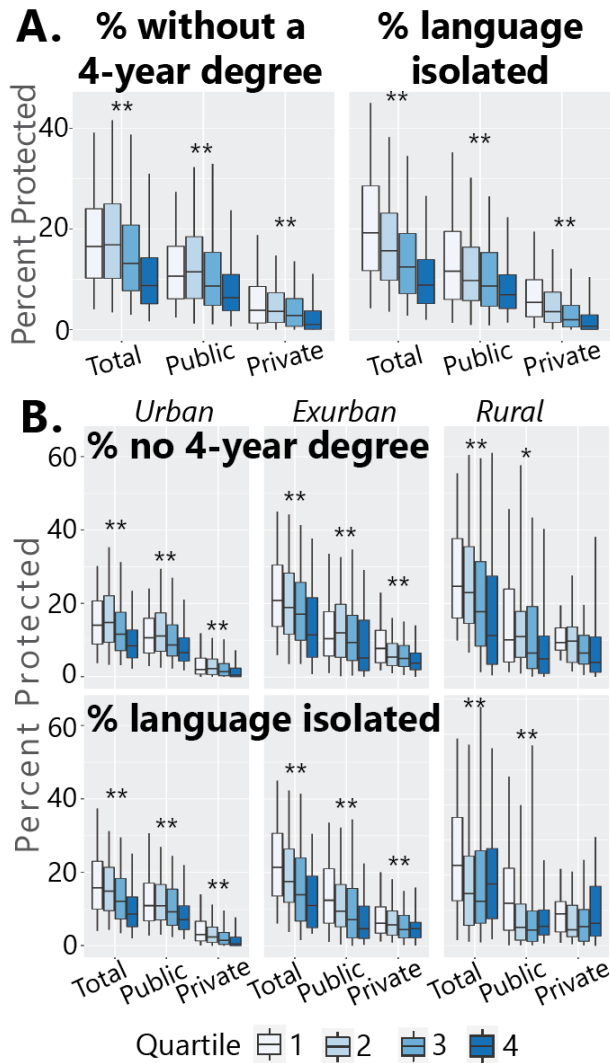 A. % without a % language
4-year degree isolated
Percent Protected
40
20
0
** ** ** ** ** **
Total Public Private Total Public Private
B. Urban Exurban Rural
% no 4-year degree
Percent Protected
60
40
20
0
** ** ** ** ** ** ** *
% language isolated
60
40
20
0
** ** ** ** ** ** ** **
Total Public Private Total Public Private Total Public Private
Quartile 1 2 3 4